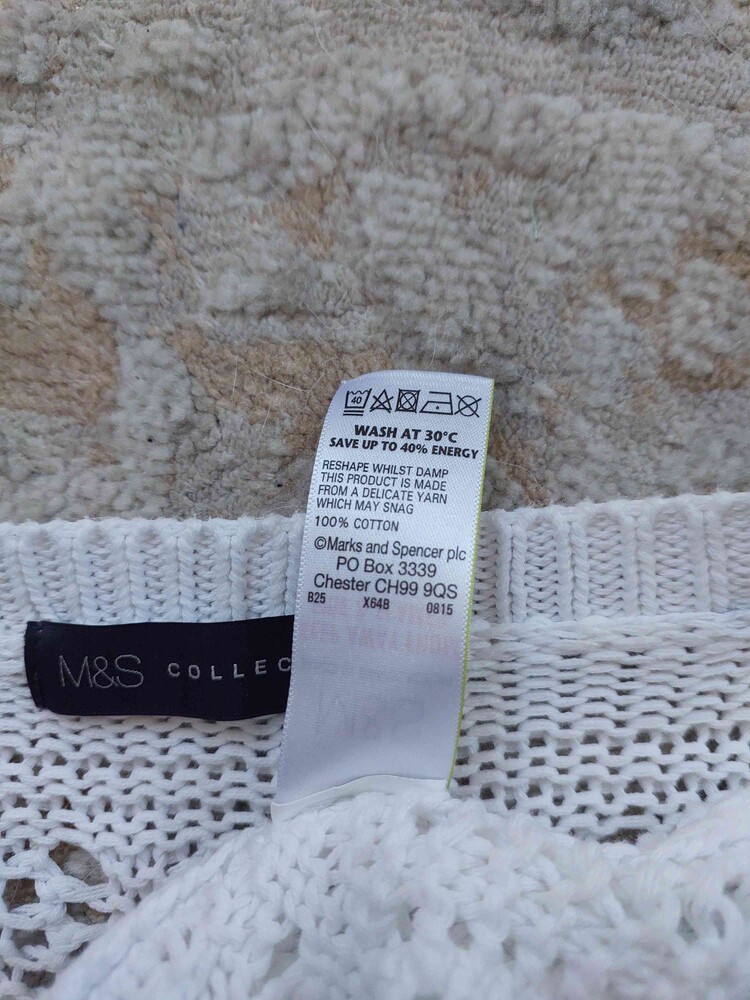 40
WASH AT 30°C
SAVE UP TO 40% ENERGY
RESHAPE WHILST DAMP
THIS PRODUCT IS MADE
FROM A DELICATE YARN
WHICH MAY SNAG
100% COTTON
©Marks and Spencer plc
PO Box 3339
Chester CH99 9QS
B25 X64B 0815
M&S COLLEC